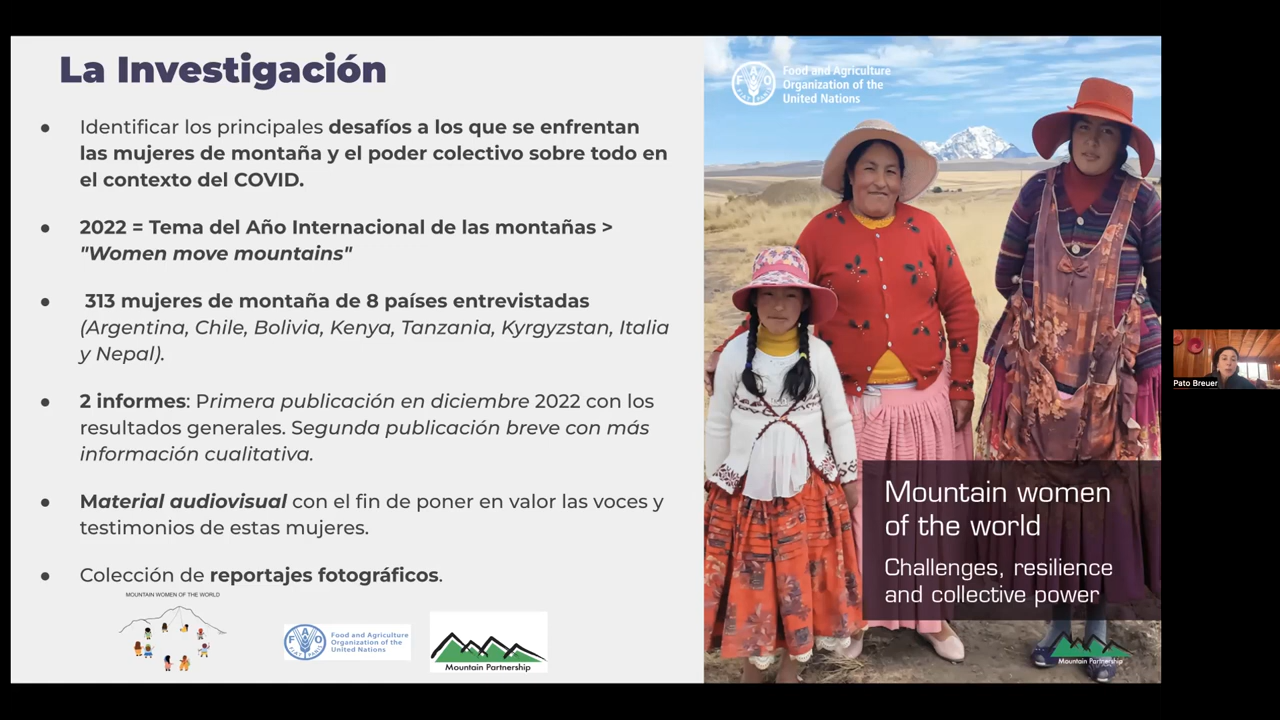 La Investigación
● Identificar los principales desafíos a los que se enfrentan
las mujeres de montaña y el poder colectivo sobre todo en
el contexto del COVID.
● 2022 = Tema del Año Internacional de las montañas >
"Women move mountains"
● 313 mujeres de montaña de 8 países entrevistadas
(Argentina, Chile, Bolivia, Kenya, Tanzania, Kyrgyzstan, Italia
y Nepal).
● 2 informes: Primera publicación en diciembre 2022 con los
resultados generales. Segunda publicación breve con más
información cualitativa.
● Material audiovisual con el fin de poner en valor las voces y
testimonios de estas mujeres.
● Colección de reportajes fotográficos.
MOUNTAIN WOMEN OF THE WORLD
FAO
FIAT PANIS
Food and Agriculture
Organization of the
United Nations
Mountain Partnership
FAO
FIAT PANIS
Food and Agriculture
Organization of the
United Nations
Mountain women
of the world
Challenges, resilience
and collective power
Mountain Partnership
Pato Breuer